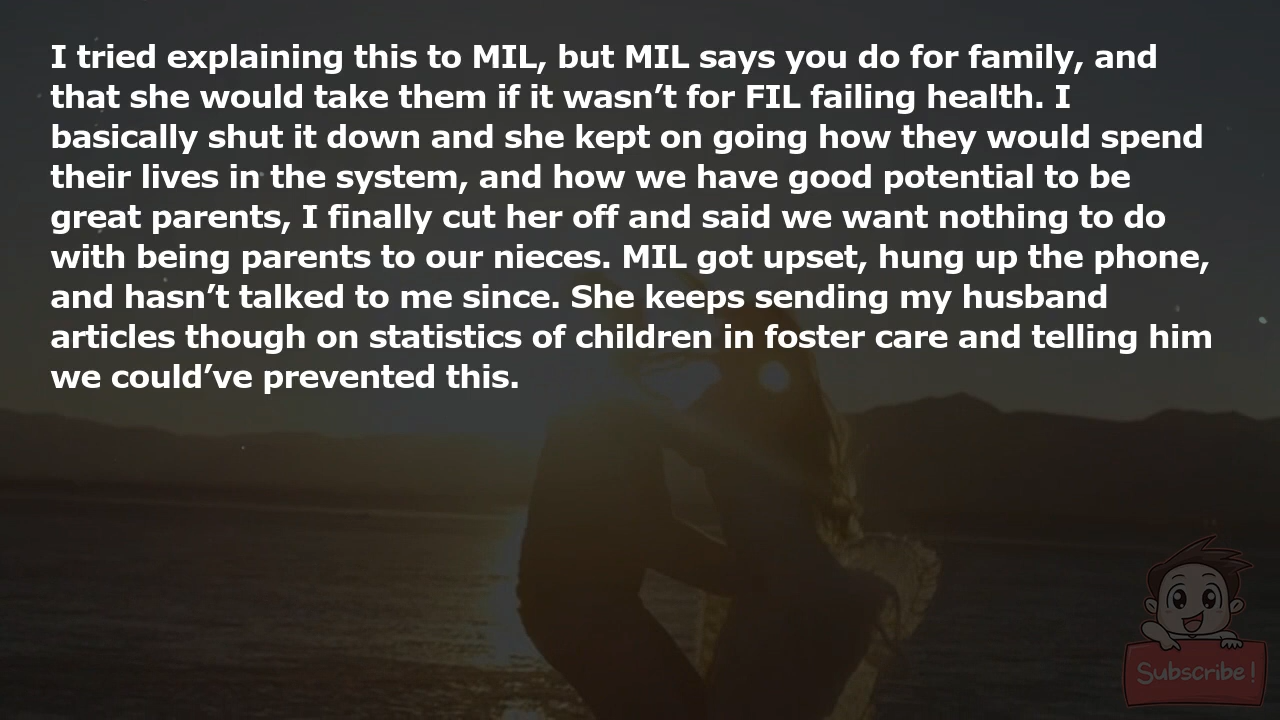 I tried explaining this to MIL, but MIL says you do for family, and
that she would take them if it wasn’t for FIL failing health. I
basically shut it down and she kept on going how they would spend
their lives in the system, and how we have good potential to be
great parents, I finally cut her off and said we want nothing to do
with being parents to our nieces. MIL got upset, hung up the phone,
and hasn’t talked to me since. She keeps sending my husband
articles though on statistics of children in foster care and telling him
we could’ve prevented this.
Subscribe!